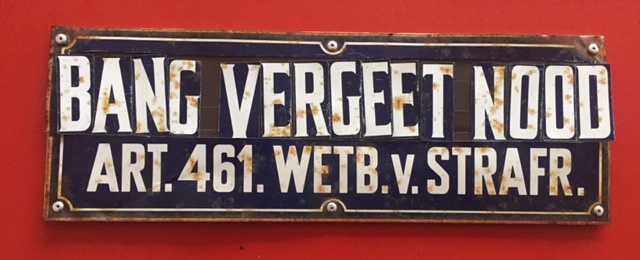 BANG VERGEET NOOD
ART. 461. WETB. V. STRAFR.